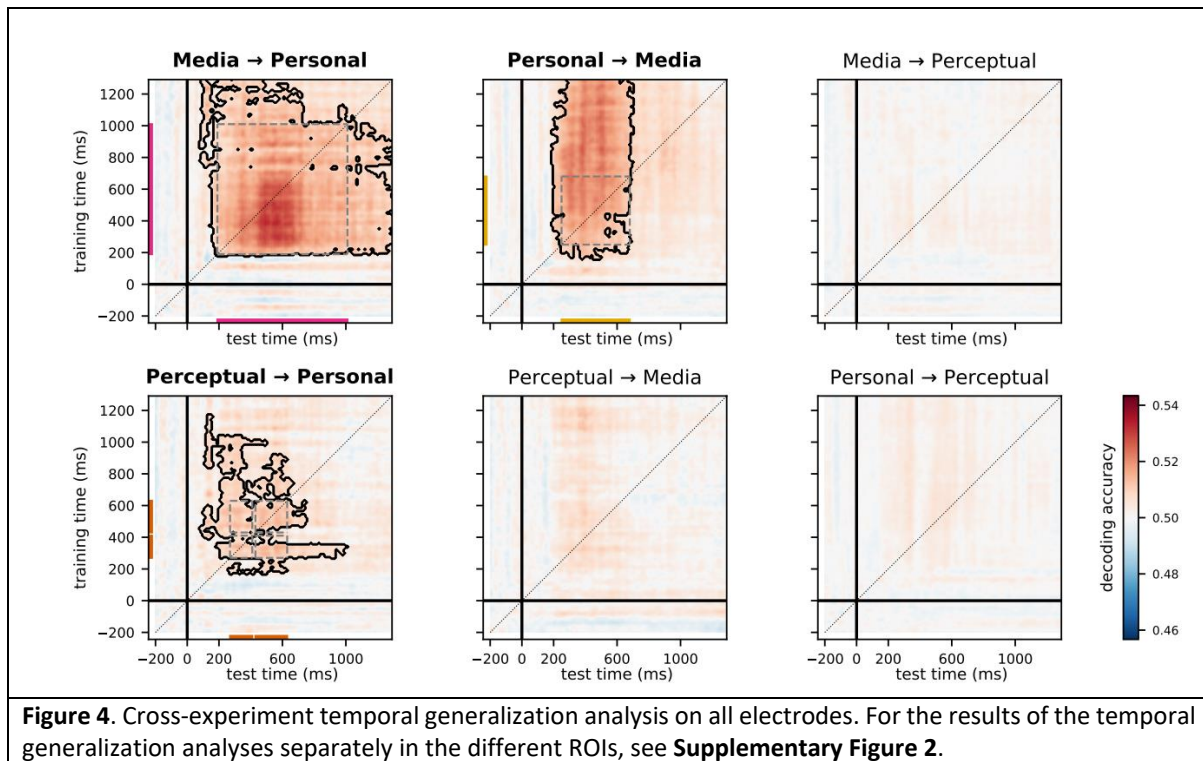 Media → Personal
Personal → Media
Media → Perceptual
1200
1000
800
600
400
200
0
−200
training time (ms)
test time (ms)
test time (ms)
test time (ms)
Perceptual → Personal
Perceptual → Media
Personal → Perceptual
1200
1000
800
600
400
200
0
−200
training time (ms)
−200 0 200 600 1000
−200 0 200 600 1000
−200 0 200 600 1000
test time (ms)
test time (ms)
test time (ms)
0.54
0.52
0.50
0.48
0.46
decoding accuracy
Figure 4. Cross-experiment temporal generalization analysis on all electrodes. For the results of the temporal
generalization analyses separately in the different ROIs, see Supplementary Figure 2.